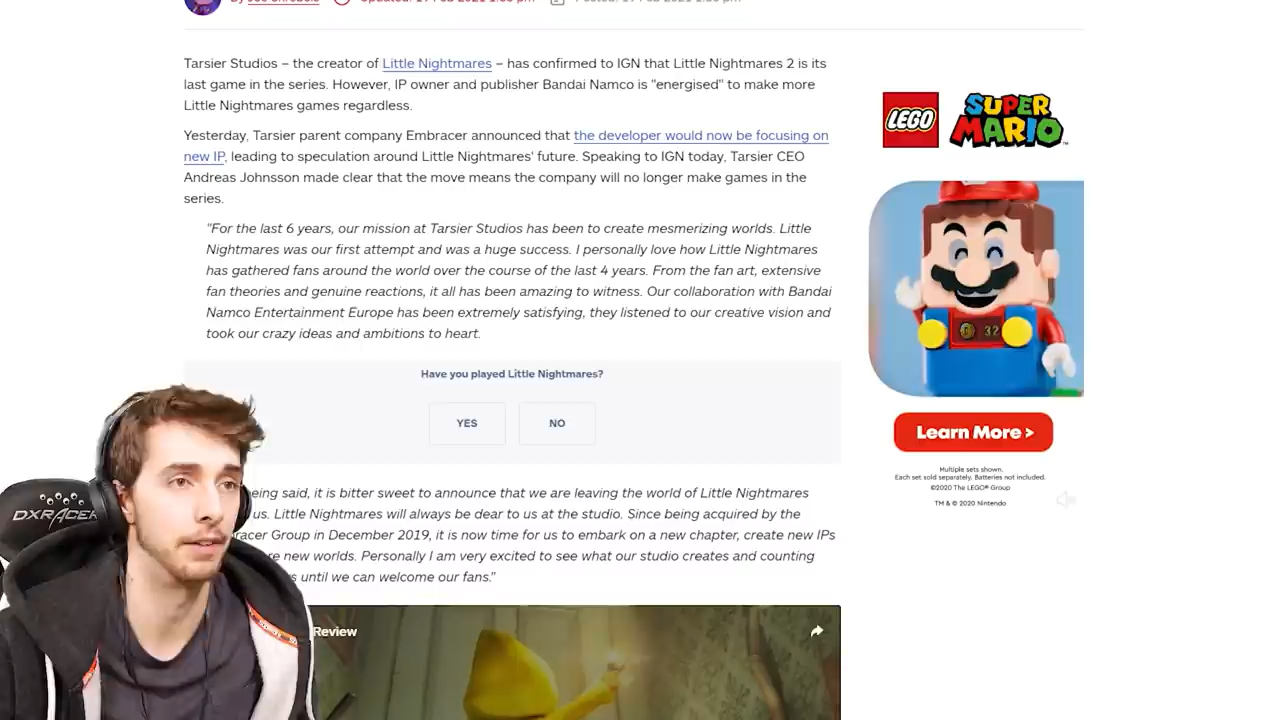 Tarsier Studios – the creator of Little Nightmares – has confirmed to IGN that Little Nightmares 2 is its
last game in the series. However, IP owner and publisher Bandai Namco is "energised" to make more
Little Nightmares games regardless.
Yesterday, Tarsier parent company Embracer announced that the developer would now be focusing on
new IP, leading to speculation around Little Nightmares' future. Speaking to IGN today, Tarsier CEO
Andreas Johnsson made clear that the move means the company will no longer make games in the
series.
"For the last 6 years, our mission at Tarsier Studios has been to create mesmerizing worlds. Little
Nightmares was our first attempt and was a huge success. I personally love how Little Nightmares
has gathered fans around the world over the course of the last 4 years. From the fan art, extensive
fan theories and genuine reactions, it all has been amazing to witness. Our collaboration with Bandai
Namco Entertainment Europe has been extremely satisfying, they listened to our creative vision and
took our crazy ideas and ambitions to heart.
Have you played Little Nightmares?
YES
NO
eing said, it is bitter sweet to announce that we are leaving the world of Little Nightmares
us. Little Nightmares will always be dear to us at the studio. Since being acquired by the
racer Group in December 2019, it is now time for us to embark on a new chapter, create new IPs
re new worlds. Personally I am very excited to see what our studio creates and counting
s until we can welcome our fans."
Review
LEGO
SUPER
MARIO
32
Learn More >
Multiple sets shown.
Each set sold separately. Batteries not included.
©2020 The LEGO® Group
TM & © 2020 Nintendo
DXRACER